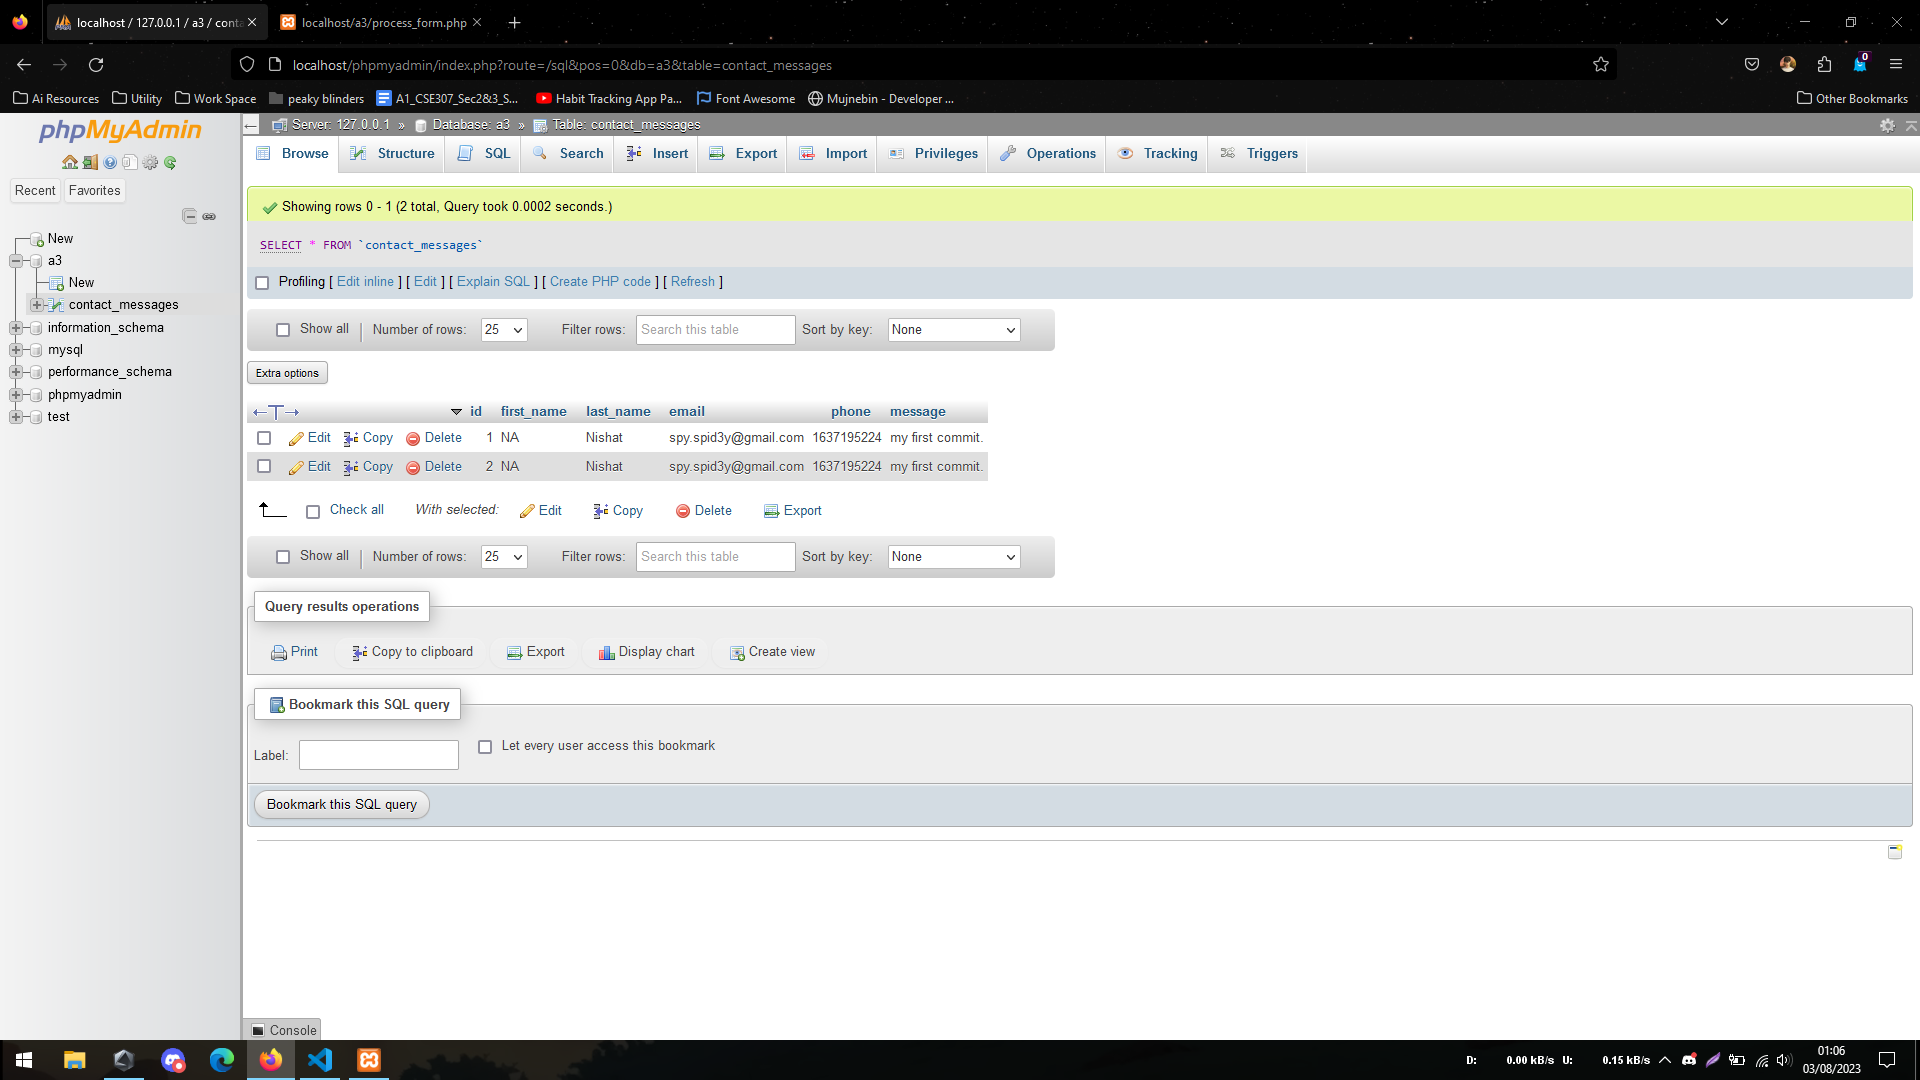 localhost / 127.0.0.1 / a3 / conta
localhost/a3/process_form.php
localhost/phpmyadmin/index.php?route=/sql&pos=0&db=a3&table=contact_messages
0
Ai Resources
Utility
Work Space
peaky blinders
A1_CSE307_Sec2&3_S...
Habit Tracking App Pa...
Font Awesome
Mujnebin - Developer ...
Other Bookmarks
phpMyAdmin
Server: 127.0.0.1 » Database: a3 » Table: contact_messages
Browse
Structure
SQL
Search
Insert
Export
Import
Privileges
Operations
Tracking
Triggers
Recent
Favorites
New
a3
New
contact_messages
information_schema
mysql
performance_schema
phpmyadmin
test
Showing rows 0 - 1 (2 total, Query took 0.0002 seconds.)
SELECT * FROM `contact_messages`
Profiling [ Edit inline ] [ Edit ] [ Explain SQL ] [ Create PHP code ] [ Refresh ]
Show all Number of rows: 25 Filter rows: Search this table Sort by key: None
Extra options
id first_name last_name email phone message
Edit Copy Delete 1 NA Nishat spy.spid3y@gmail.com 1637195224 my first commit.
Edit Copy Delete 2 NA Nishat spy.spid3y@gmail.com 1637195224 my first commit.
Check all With selected: Edit Copy Delete Export
Show all Number of rows: 25 Filter rows: Search this table Sort by key: None
Query results operations
Print Copy to clipboard Export Display chart Create view
Bookmark this SQL query
Label: Let every user access this bookmark
Bookmark this SQL query
Console
D: 0.00 kB/s U: 0.15 kB/s
01:06
03/08/2023